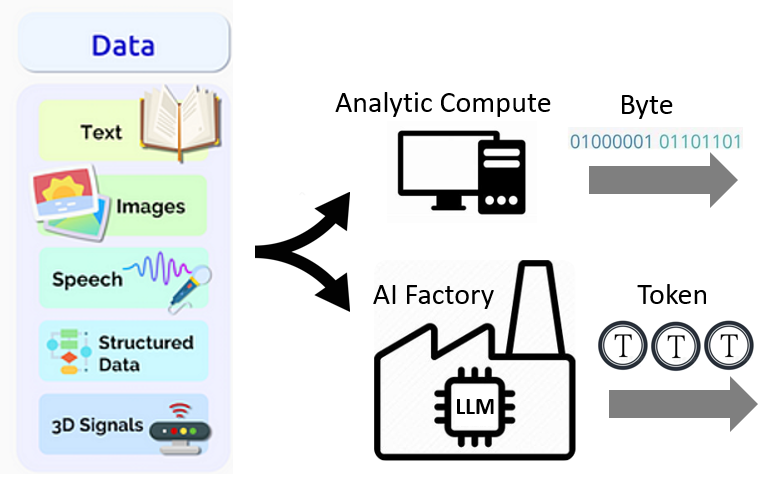 Data
Text
Images
Speech
Structured
Data
3D Signals
Analytic Compute
Byte
01000001 01101101
AI Factory
LLM
Token
T T T